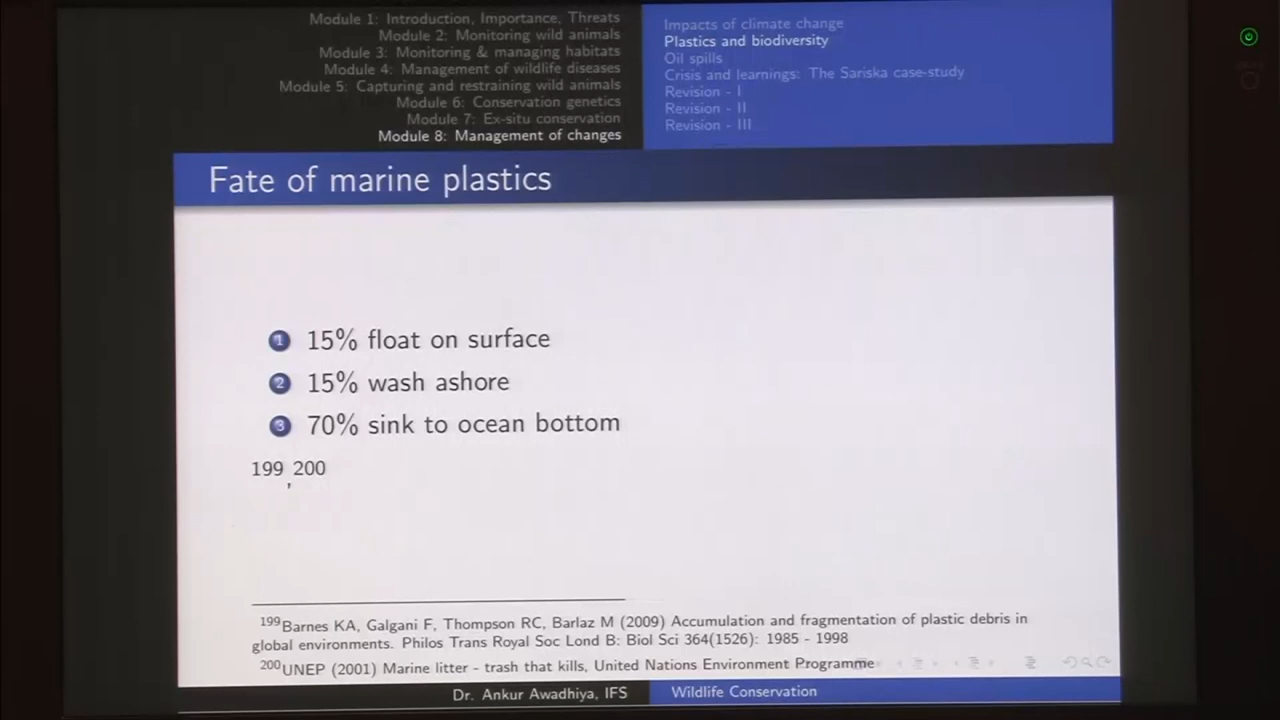 Module 1: Introduction, Importance, Threats
Module 2: Monitoring wild animals
Module 3: Monitoring & managing habitats
Module 4: Management of wildlife diseases
Module 5: Capturing and restraining wild animals
Module 6: Conservation genetics
Module 7: Ex-situ conservation
Module 8: Management of changes
Impacts of climate change
Plastics and biodiversity
Oil spills
Crisis and learnings: The Sariska case-study
Revision - I
Revision - II
Revision - III
Fate of marine plastics
1 15% float on surface
2 15% wash ashore
3 70% sink to ocean bottom
199,200
199Barnes KA, Galgani F, Thompson RC, Barlaz M (2009) Accumulation and fragmentation of plastic debris in
global environments. Philos Trans Royal Soc Lond B: Biol Sci 364(1526): 1985 - 1998
200UNEP (2001) Marine litter - trash that kills, United Nations Environment Programme
Dr. Ankur Awadhiya, IFS
Wildlife Conservation